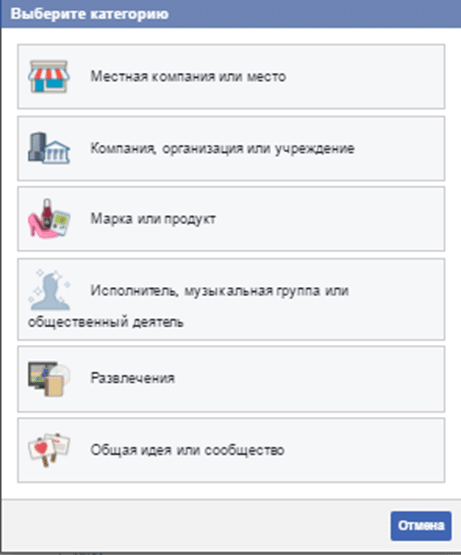 Выберите категорию
Местная компания или место
Компания, организация или учреждение
Марка или продукт
Исполнитель, музыкальная группа или
общественный деятель
Развлечения
Общая идея или сообщество
Отмена